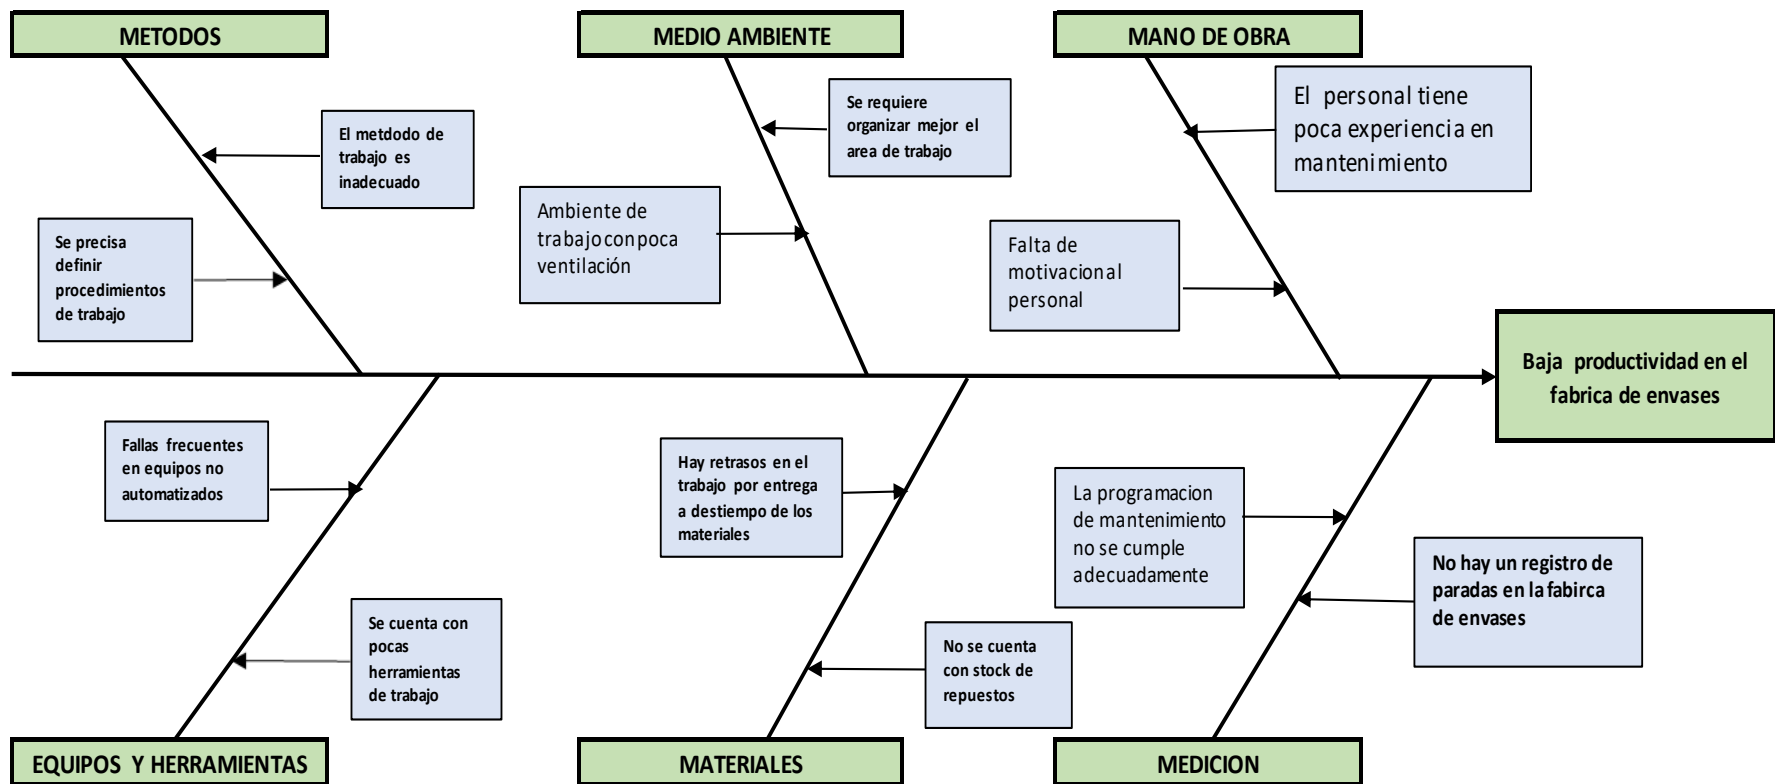 METODOS
MEDIO AMBIENTE
MANO DE OBRA
El metdodo de
trabajo es
inadecuado
Se precisa
definir
procedimientos
de trabajo
Se requiere
organizar mejor el
area de trabajo
Ambiente de
trabajo con poca
ventilación
El personal tiene
poca experiencia en
mantenimiento
Falta de
motivacional
personal
Baja productividad en el
fabrica de envases
Fallas frecuentes
en equipos no
automatizados
Se cuenta con
pocas
herramientas
de trabajo
Hay retrasos en el
trabajo por entrega
a destiempo de los
materiales
No se cuenta
con stock de
repuestos
La programacion
de mantenimiento
no se cumple
adecuadamente
No hay un registro de
paradas en la fabirca
de envases
EQUIPOS Y HERRAMIENTAS
MATERIALES
MEDICION